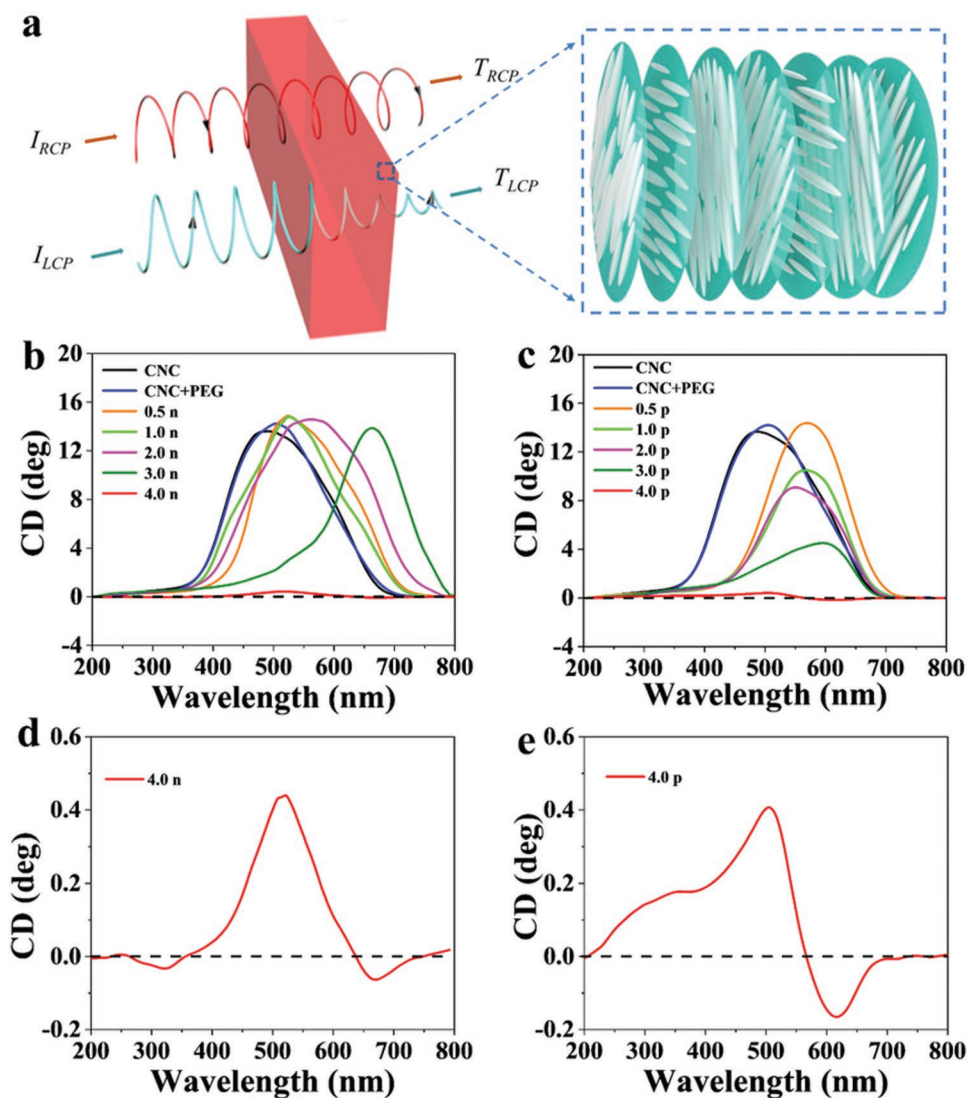 a
T_RCP
I_RCP
T_LCP
I_LCP
b
20
16
12
8
4
0
-4
CD (deg)
CNC
CNC+PEG
0.5 n
1.0 n
2.0 n
3.0 n
4.0 n
200 300 400 500 600 700 800
Wavelength (nm)
c
20
16
12
8
4
0
-4
CD (deg)
CNC
CNC+PEG
0.5 p
1.0 p
2.0 p
3.0 p
4.0 p
200 300 400 500 600 700 800
Wavelength (nm)
d
0.6
0.4
0.2
0.0
-0.2
CD (deg)
4.0 n
200 300 400 500 600 700 800
Wavelength (nm)
e
0.6
0.4
0.2
0.0
-0.2
CD (deg)
4.0 p
200 300 400 500 600 700 800
Wavelength (nm)